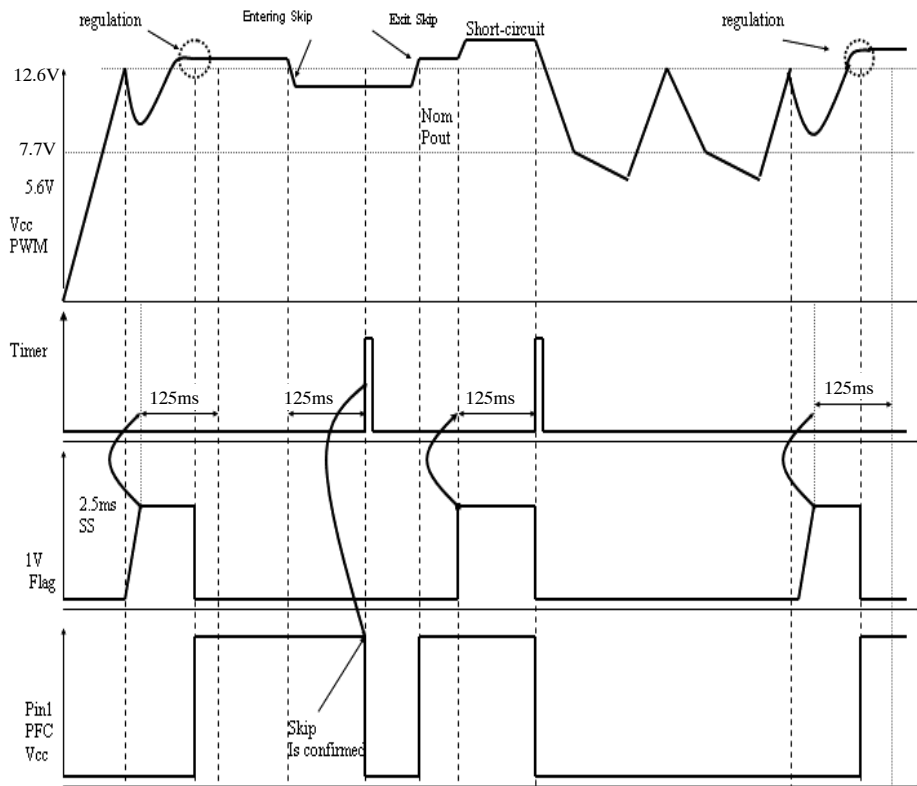 regulation
Entering Skip
Exit Skip
Short-circuit
regulation
12.6V
Nom
Pout
7.7V
5.6V
Vcc
PWM
Timer
125ms
125ms
125ms
125ms
2.5ms
SS
1V
Flag
Pin1
PFC
Vcc
Skip
Is confirmed